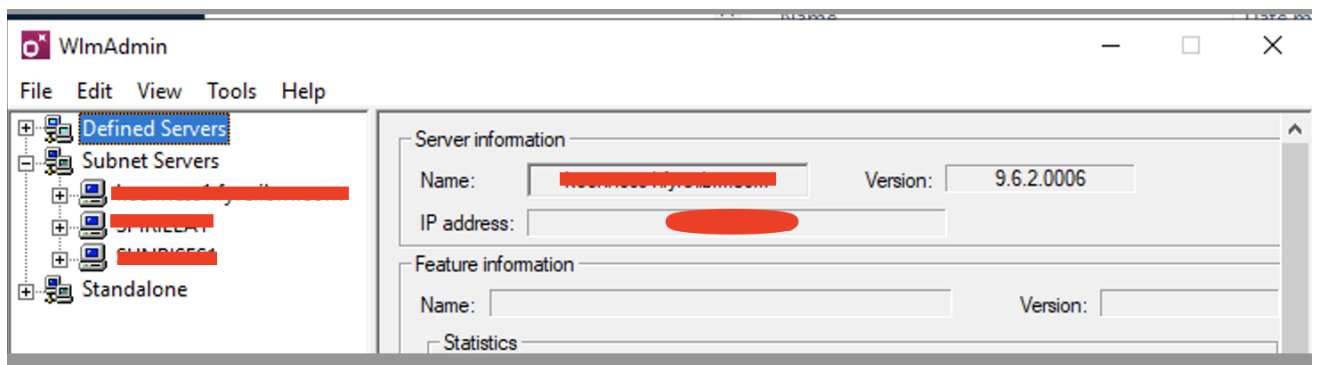 Name
WlmAdmin
File Edit View Tools Help
Defined Servers
Subnet Servers
Standalone
Server information
Name: Version: 9.6.2.0006
IP address:
Feature information
Name: Version:
Statistics